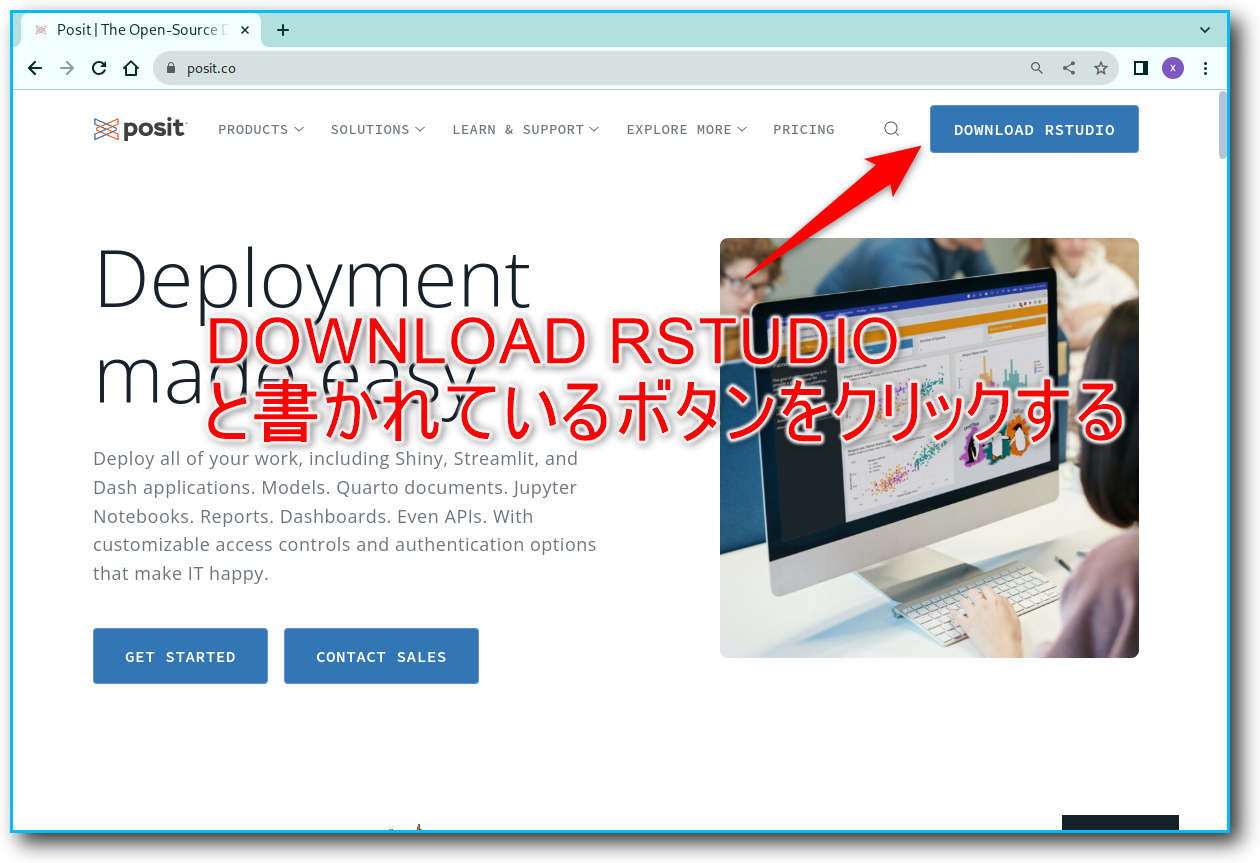 Posit | The Open-Source
posit.co
x
posit
PRODUCTS
SOLUTIONS
LEARN & SUPPORT
EXPLORE MORE
PRICING
DOWNLOAD RSTUDIO
Deployment
made easy
DOWNLOAD RSTUDIO
と書かれているボタンをクリックする
Deploy all of your work, including Shiny, Streamlit, and
Dash applications. Models. Quarto documents. Jupyter
Notebooks. Reports. Dashboards. Even APIs. With
customizable access controls and authentication options
that make IT happy.
GET STARTED
CONTACT SALES